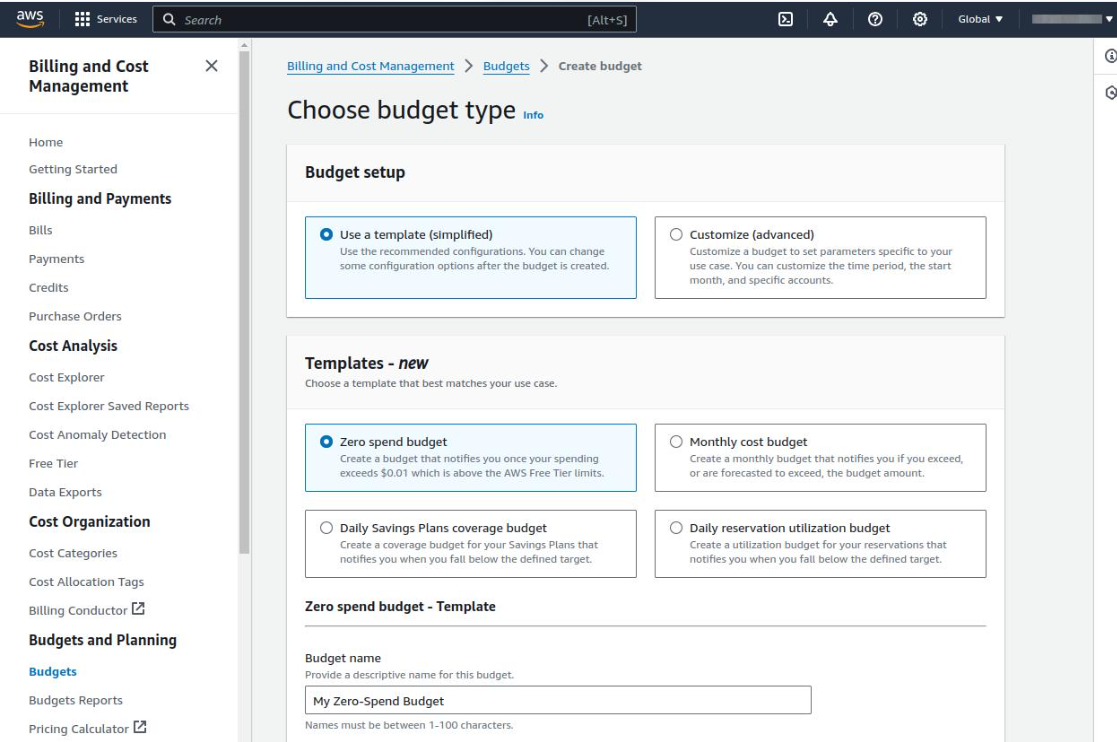 aws
Services
Search
[Alt+S]
Global
Billing and Cost
Management
Home
Getting Started
Billing and Payments
Bills
Payments
Credits
Purchase Orders
Cost Analysis
Cost Explorer
Cost Explorer Saved Reports
Cost Anomaly Detection
Free Tier
Data Exports
Cost Organization
Cost Categories
Cost Allocation Tags
Billing Conductor
Budgets and Planning
Budgets
Budgets Reports
Pricing Calculator
Billing and Cost Management > Budgets > Create budget
Choose budget type Info
Budget setup
Use a template (simplified)
Use the recommended configurations. You can change
some configuration options after the budget is created.
Customize (advanced)
Customize a budget to set parameters specific to your
use case. You can customize the time period, the start
month, and specific accounts.
Templates - new
Choose a template that best matches your use case.
Zero spend budget
Create a budget that notifies you once your spending
exceeds $0.01 which is above the AWS Free Tier limits.
Monthly cost budget
Create a monthly budget that notifies you if you exceed,
or are forecasted to exceed, the budget amount.
Daily Savings Plans coverage budget
Create a coverage budget for your Savings Plans that
notifies you when you fall below the defined target.
Daily reservation utilization budget
Create a utilization budget for your reservations that
notifies you when you fall below the defined target.
Zero spend budget - Template
Budget name
Provide a descriptive name for this budget.
My Zero-Spend Budget
Names must be between 1-100 characters.